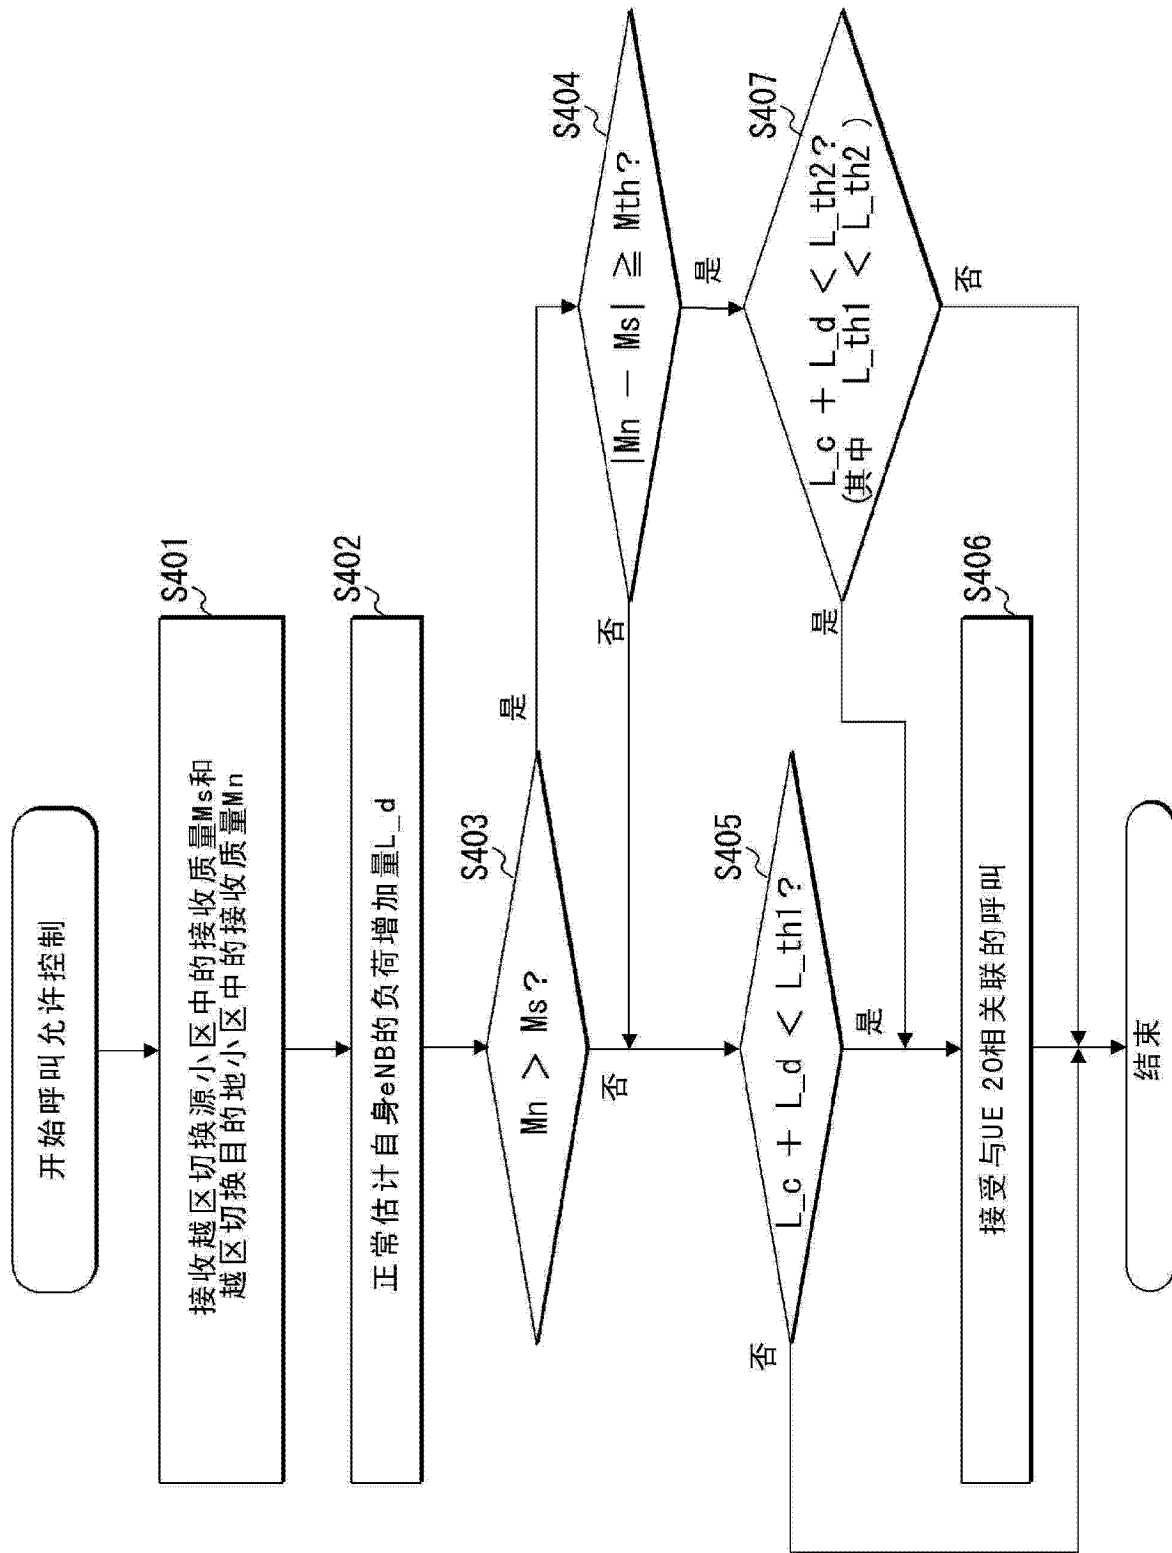 开始呼叫允许控制
S401
接收越区切换源小区中的接收质量Ms和
越区切换目的地小区中的接收质量Mn
S402
正常估计自身eNB的负荷增加量L_d
S403
Mn > Ms?
是
否
S404
|Mn - Ms| ≧ Mth?
否
是
S405
L_c + L_d < L_th1?
否
是
S407
L_c + L_d < L_th2?
(其中 L_th1 < L_th2 )
是
否
S406
接受与UE 20相关联的呼叫
结束